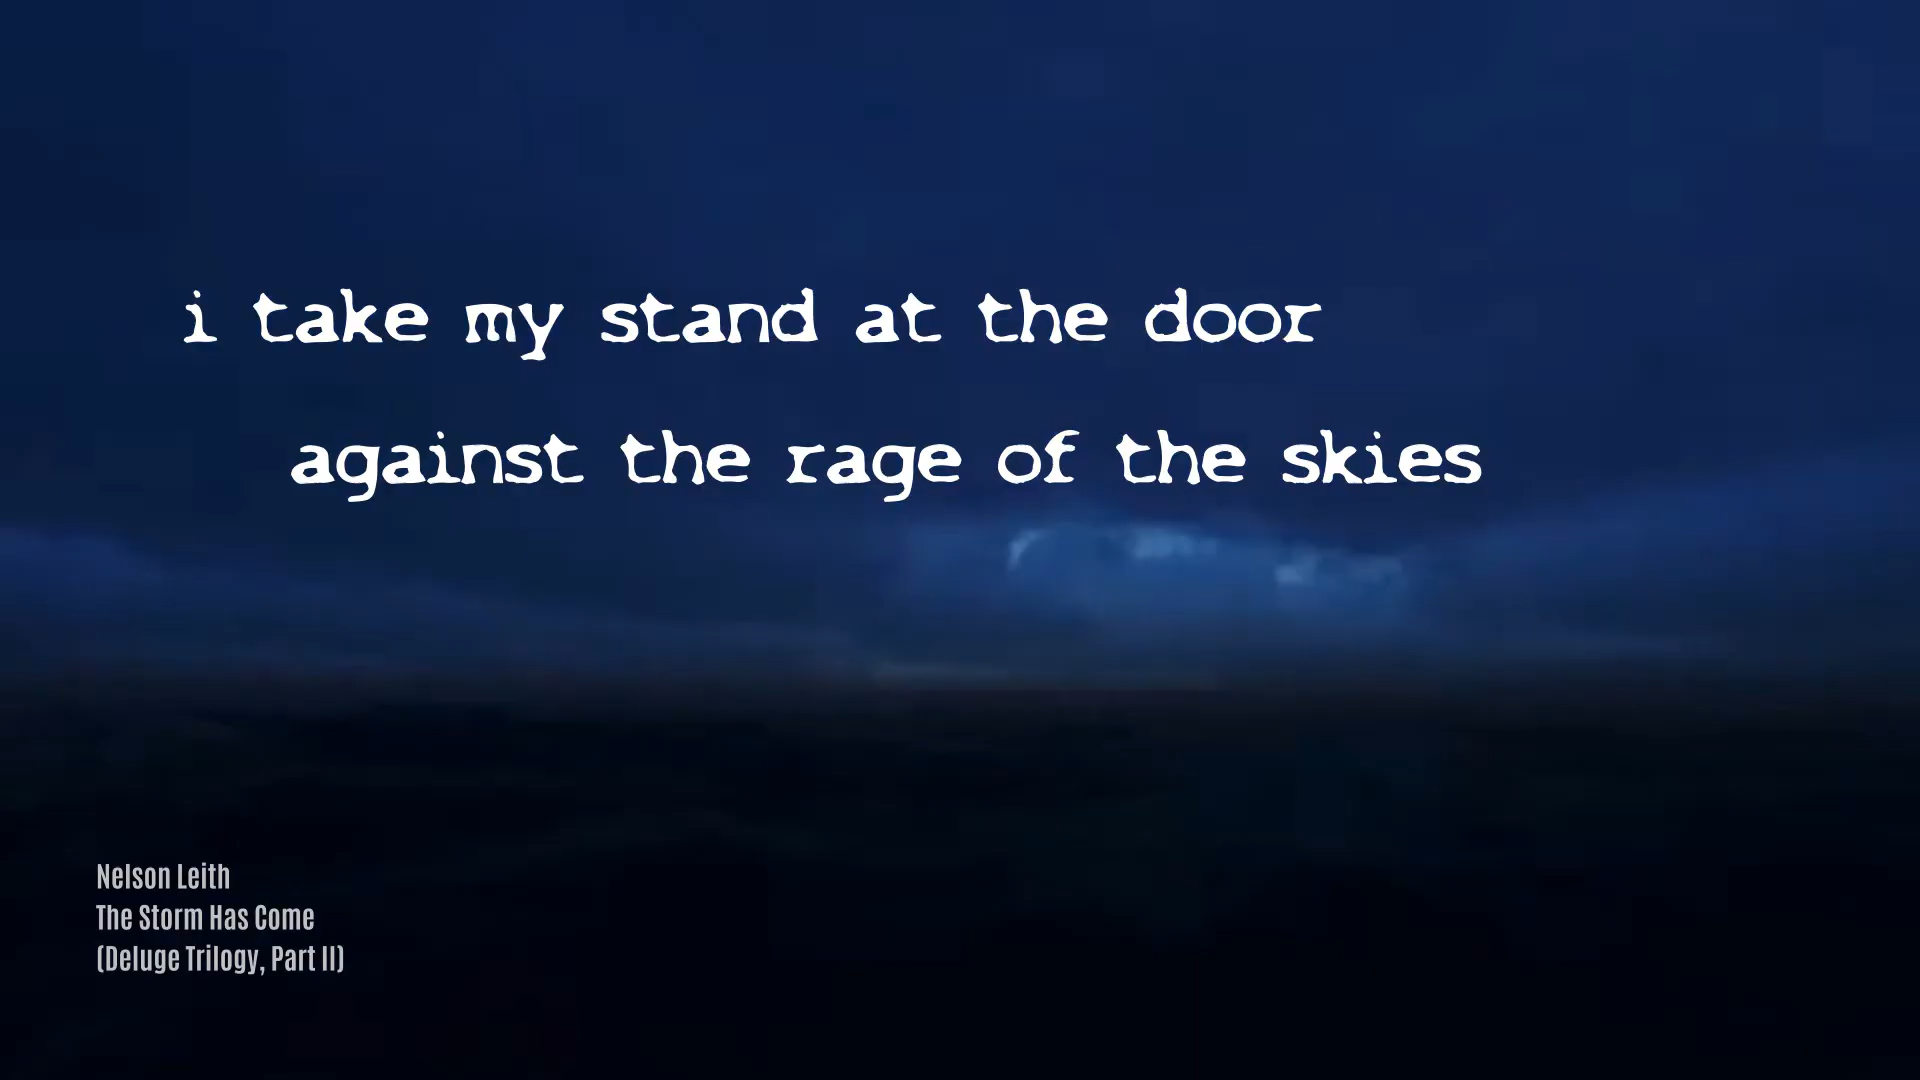 i take my stand at the door
against the rage of the skies
Nelson Leith
The Storm Has Come
(Deluge Trilogy, Part II)